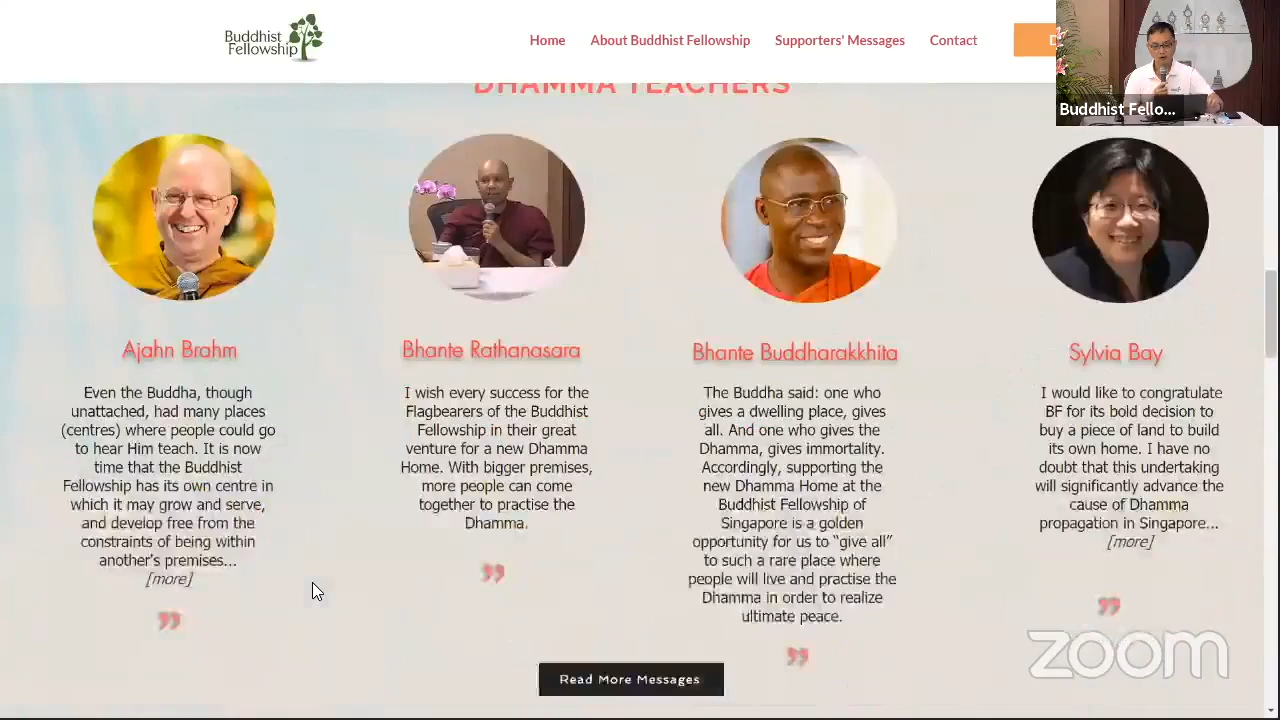 Buddhist
Fellowship
Home
About Buddhist Fellowship
Supporters' Messages
Contact
Buddhist Fello...
DHAMMA TEACHERS
Ajahn Brahm
Even the Buddha, though
unattached, had many places
(centres) where people could go
to hear Him teach. It is now
time that the Buddhist
Fellowship has its own centre in
which it may grow and serve,
and develop free from the
constraints of being within
another's premises...
[more]
Bhante Rathanasara
I wish every success for the
Flagbearers of the Buddhist
Fellowship in their great
venture for a new Dhamma
Home. With bigger premises,
more people can come
together to practise the
Dhamma.
Bhante Buddharakkhita
The Buddha said: one who
gives a dwelling place, gives
all. And one who gives the
Dhamma, gives immortality.
Accordingly, supporting the
new Dhamma Home at the
Buddhist Fellowship of
Singapore is a golden
opportunity for us to “give all”
to such a rare place where
people will live and practise the
Dhamma in order to realize
ultimate peace.
Sylvia Bay
I would like to congratulate
BF for its bold decision to
buy a piece of land to build
its own home. I have no
doubt that this undertaking
will significantly advance the
cause of Dhamma
propagation in Singapore...
[more]
Read More Messages
zoom